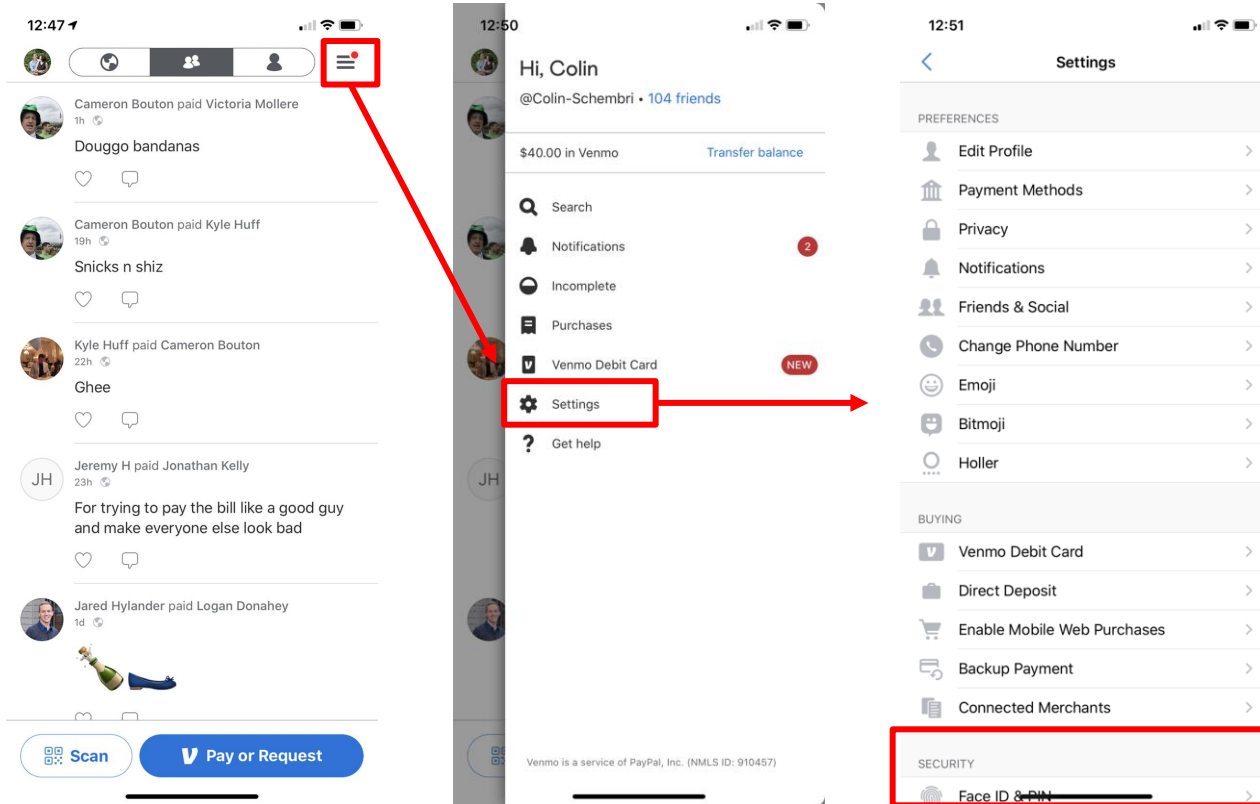 12:47
Cameron Bouton paid Victoria Mollere
1h
Douggo bandanas
Cameron Bouton paid Kyle Huff
19h
Snicks n shiz
Kyle Huff paid Cameron Bouton
22h
Ghee
JH
Jeremy H paid Jonathan Kelly
23h
For trying to pay the bill like a good guy
and make everyone else look bad
Jared Hylander paid Logan Donahey
1d
Scan
V Pay or Request
12:50
Hi, Colin
@Colin-Schembri • 104 friends
$40.00 in Venmo
Transfer balance
Search
Notifications
2
Incomplete
Purchases
V
Venmo Debit Card
NEW
Settings
? Get help
JH
Venmo is a service of PayPal, Inc. (NMLS ID: 910457)
12:51
Settings
PREFERENCES
Edit Profile
Payment Methods
Privacy
Notifications
Friends & Social
Change Phone Number
Emoji
Bitmoji
Holler
BUYING
V
Venmo Debit Card
Direct Deposit
Enable Mobile Web Purchases
Backup Payment
Connected Merchants
SECURITY
Face ID & PIN